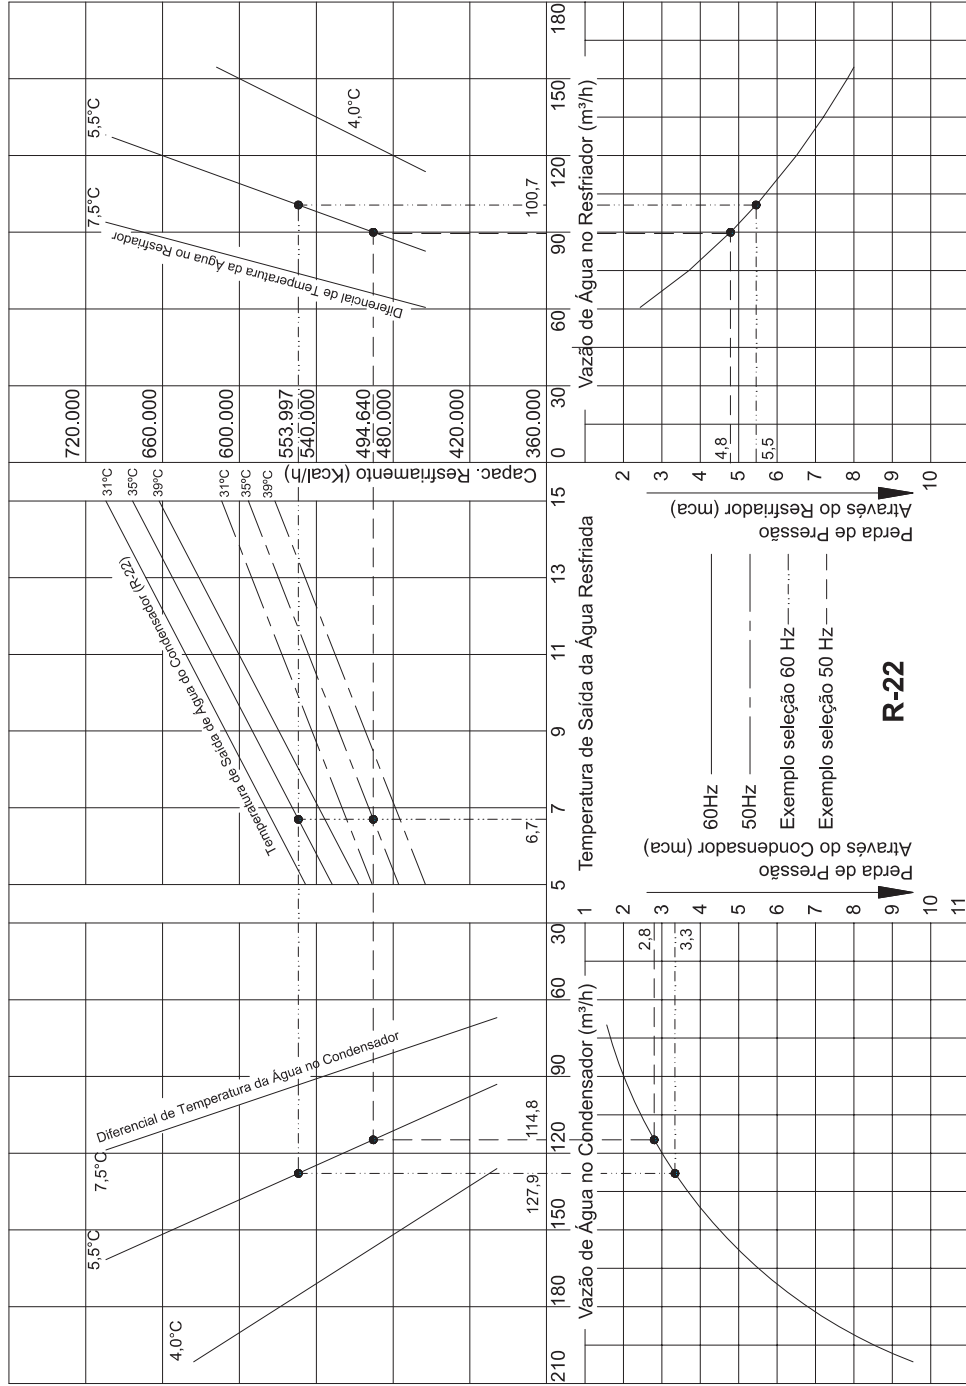 4,0°C
5,5°C
7,5°C
Diferencial de Temperatura da Água no Condensador
Temperatura de Saída de Água do Condensador (R-22)
31ºC
35ºC
39ºC
31ºC
35ºC
39ºC
720.000
660.000
600.000
553.997
540.000
494.640
480.000
420.000
360.000
Capac. Resfriamento (Kcal/h)
7,5°C
5,5°C
4,0°C
Diferencial de Temperatura da Água no Resfriador
127,9
114,8
6,7
100,7
210
180
150
120
90
60
30
5
7
9
11
13
15
0
30
60
90
120
150
180
Vazão de Água no Condensador (m³/h)
Temperatura de Saída da Água Resfriada
Vazão de Água no Resfriador (m³/h)
1
2
3
4
5
6
7
8
9
10
11
2,8
3,3
Perda de Pressão
Através do Condensador (mca)
60Hz
50Hz
Exemplo seleção 60 Hz
Exemplo seleção 50 Hz
R-22
Perda de Pressão
Através do Resfriador (mca)
2
3
4
5
6
7
8
9
10
4,8
5,5